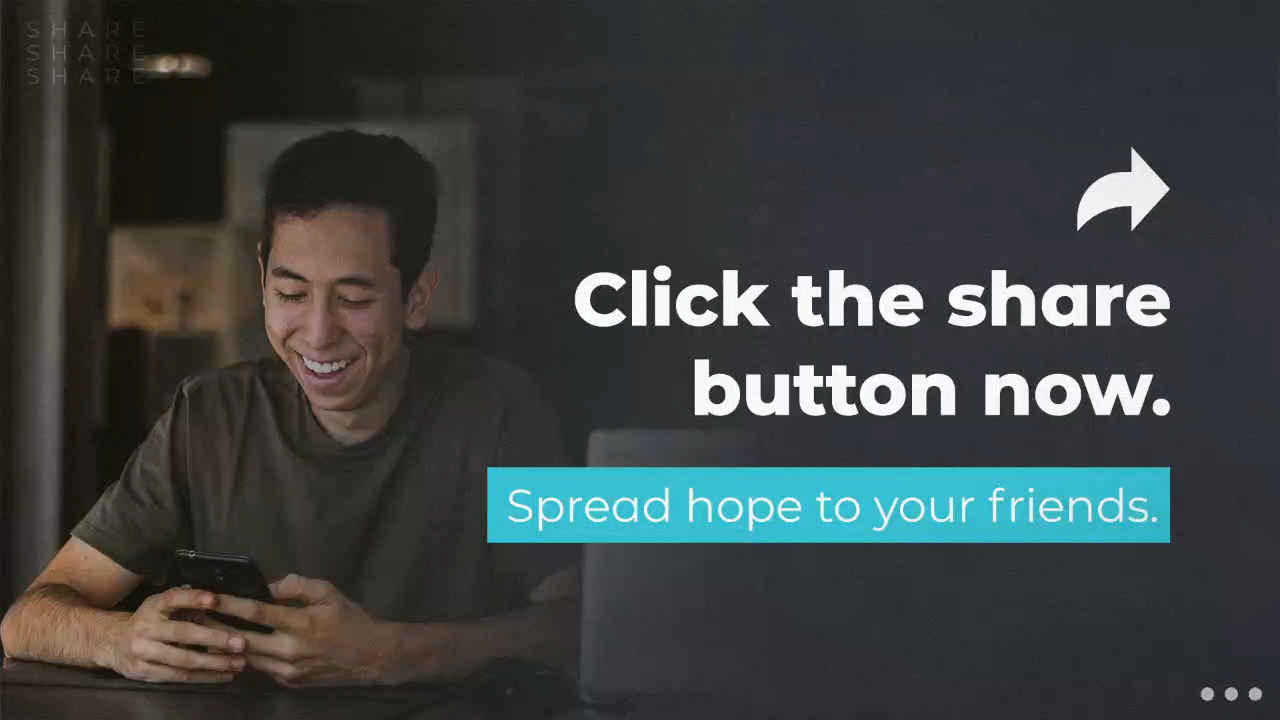 SHARE
SHARE
SHARE
Click the share
button now.
Spread hope to your friends.